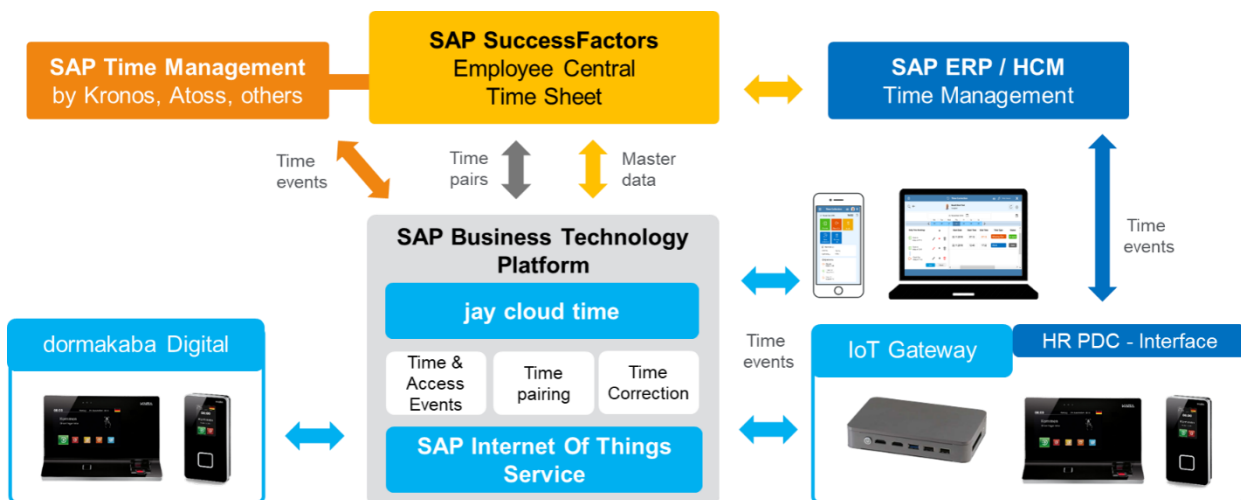 SAP Time Management
by Kronos, Atoss, others
SAP SuccessFactors
Employee Central
Time Sheet
SAP ERP / HCM
Time Management
Time
events
Time
pairs
Master
data
Time
events
SAP Business Technology
Platform
jay cloud time
Time &
Access
Events
Time
pairing
Time
Correction
SAP Internet Of Things
Service
dormakaba Digital
Time
events
IoT Gateway
HR PDC - Interface